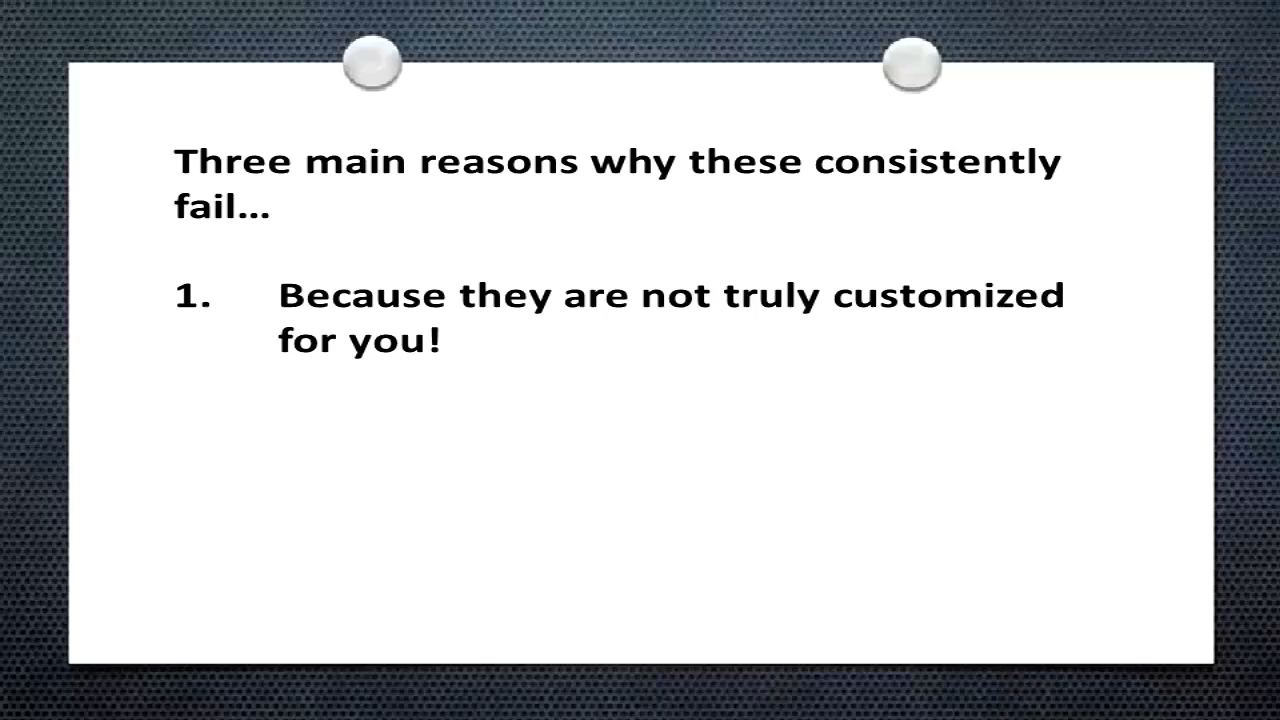 Three main reasons why these consistently
fail...
1. Because they are not truly customized
for you!